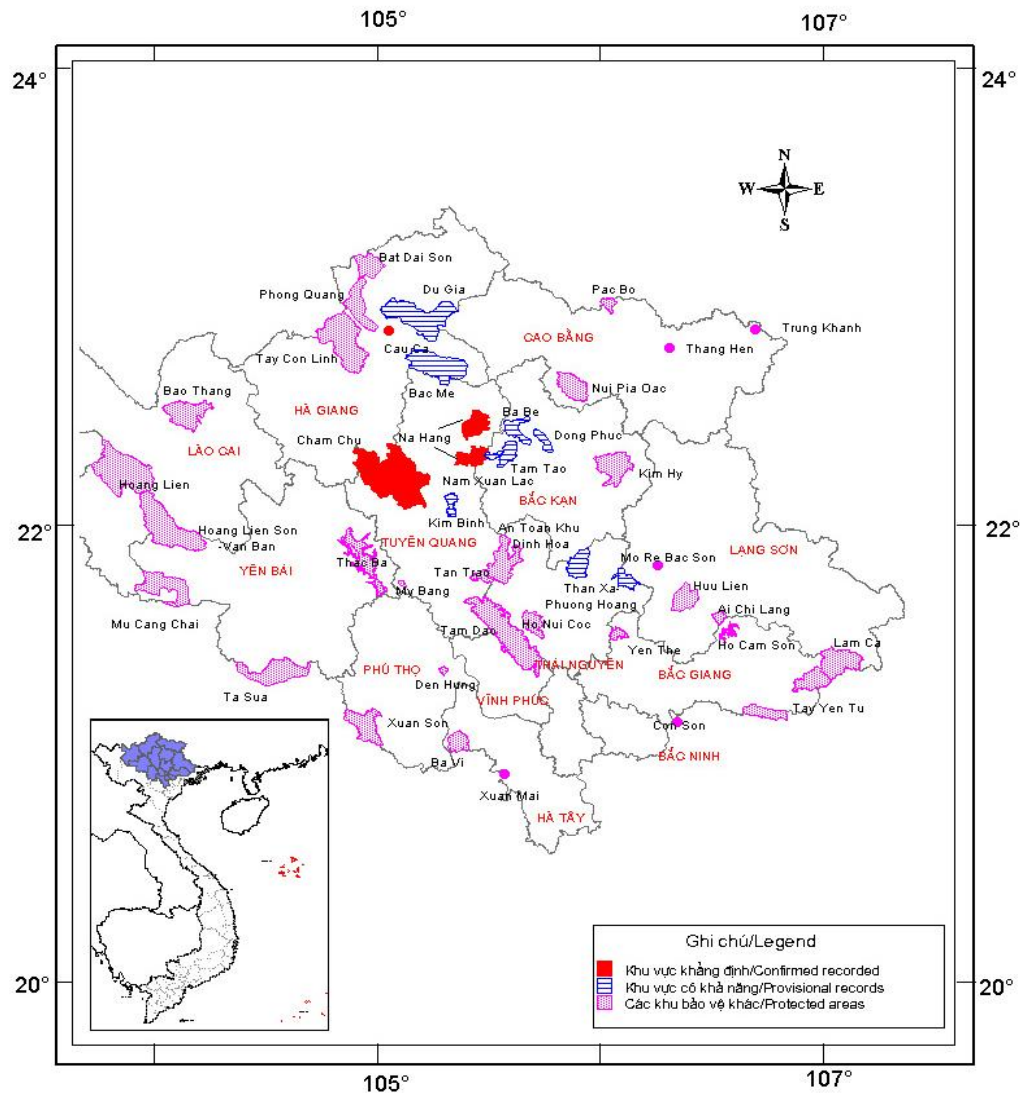 105°
107°
24°
24°
N
W
E
S
Bat Dai Son
Phong Quang
Du Gia
Pac Bo
Trung Khanh
Cau Ca
CAO BẰNG
Thang Hen
Tay Con Linh
Bac Me
Nui Pia Oac
Bao Thang
HÀ GIANG
Ba Be
Cham Chu
Na Hang
Dong Phuc
LÀO CAI
Tam Tao
Kim Hy
Hoang Lien
Nam Xuan Lac
BẮC KẠN
22°
22°
Kim Binh
An Toan Khu
Hoang Lien Son
-Van Ban
TUYÊN QUANG
Dinh Hoa
Mo Re Bac Son
LẠNG SƠN
YÊN BÁI
Thac Ba
Tan Trao
Than Xa-
Phuong Hoang
Huu Lien
My Bang
Ai Chi Lang
Mu Cang Chai
Tam Dao
Ho Nui Coc
Yen The
Ho Cam Son
Lam Ca
PHÚ THỌ
THÁI NGUYÊN
BẮC GIANG
Ta Sua
Den Hung
VĨNH PHÚC
Tay Yen Tu
Xuan Son
Con Son
BẮC NINH
Ba Vi
Xuan Mai
HÀ TÂY
Ghi chú/Legend
Khu vực khẳng định/Confirmed recorded
Khu vực có khả năng/Provisional records
Các khu bảo vệ khác/Protected areas
20°
20°
105°
107°